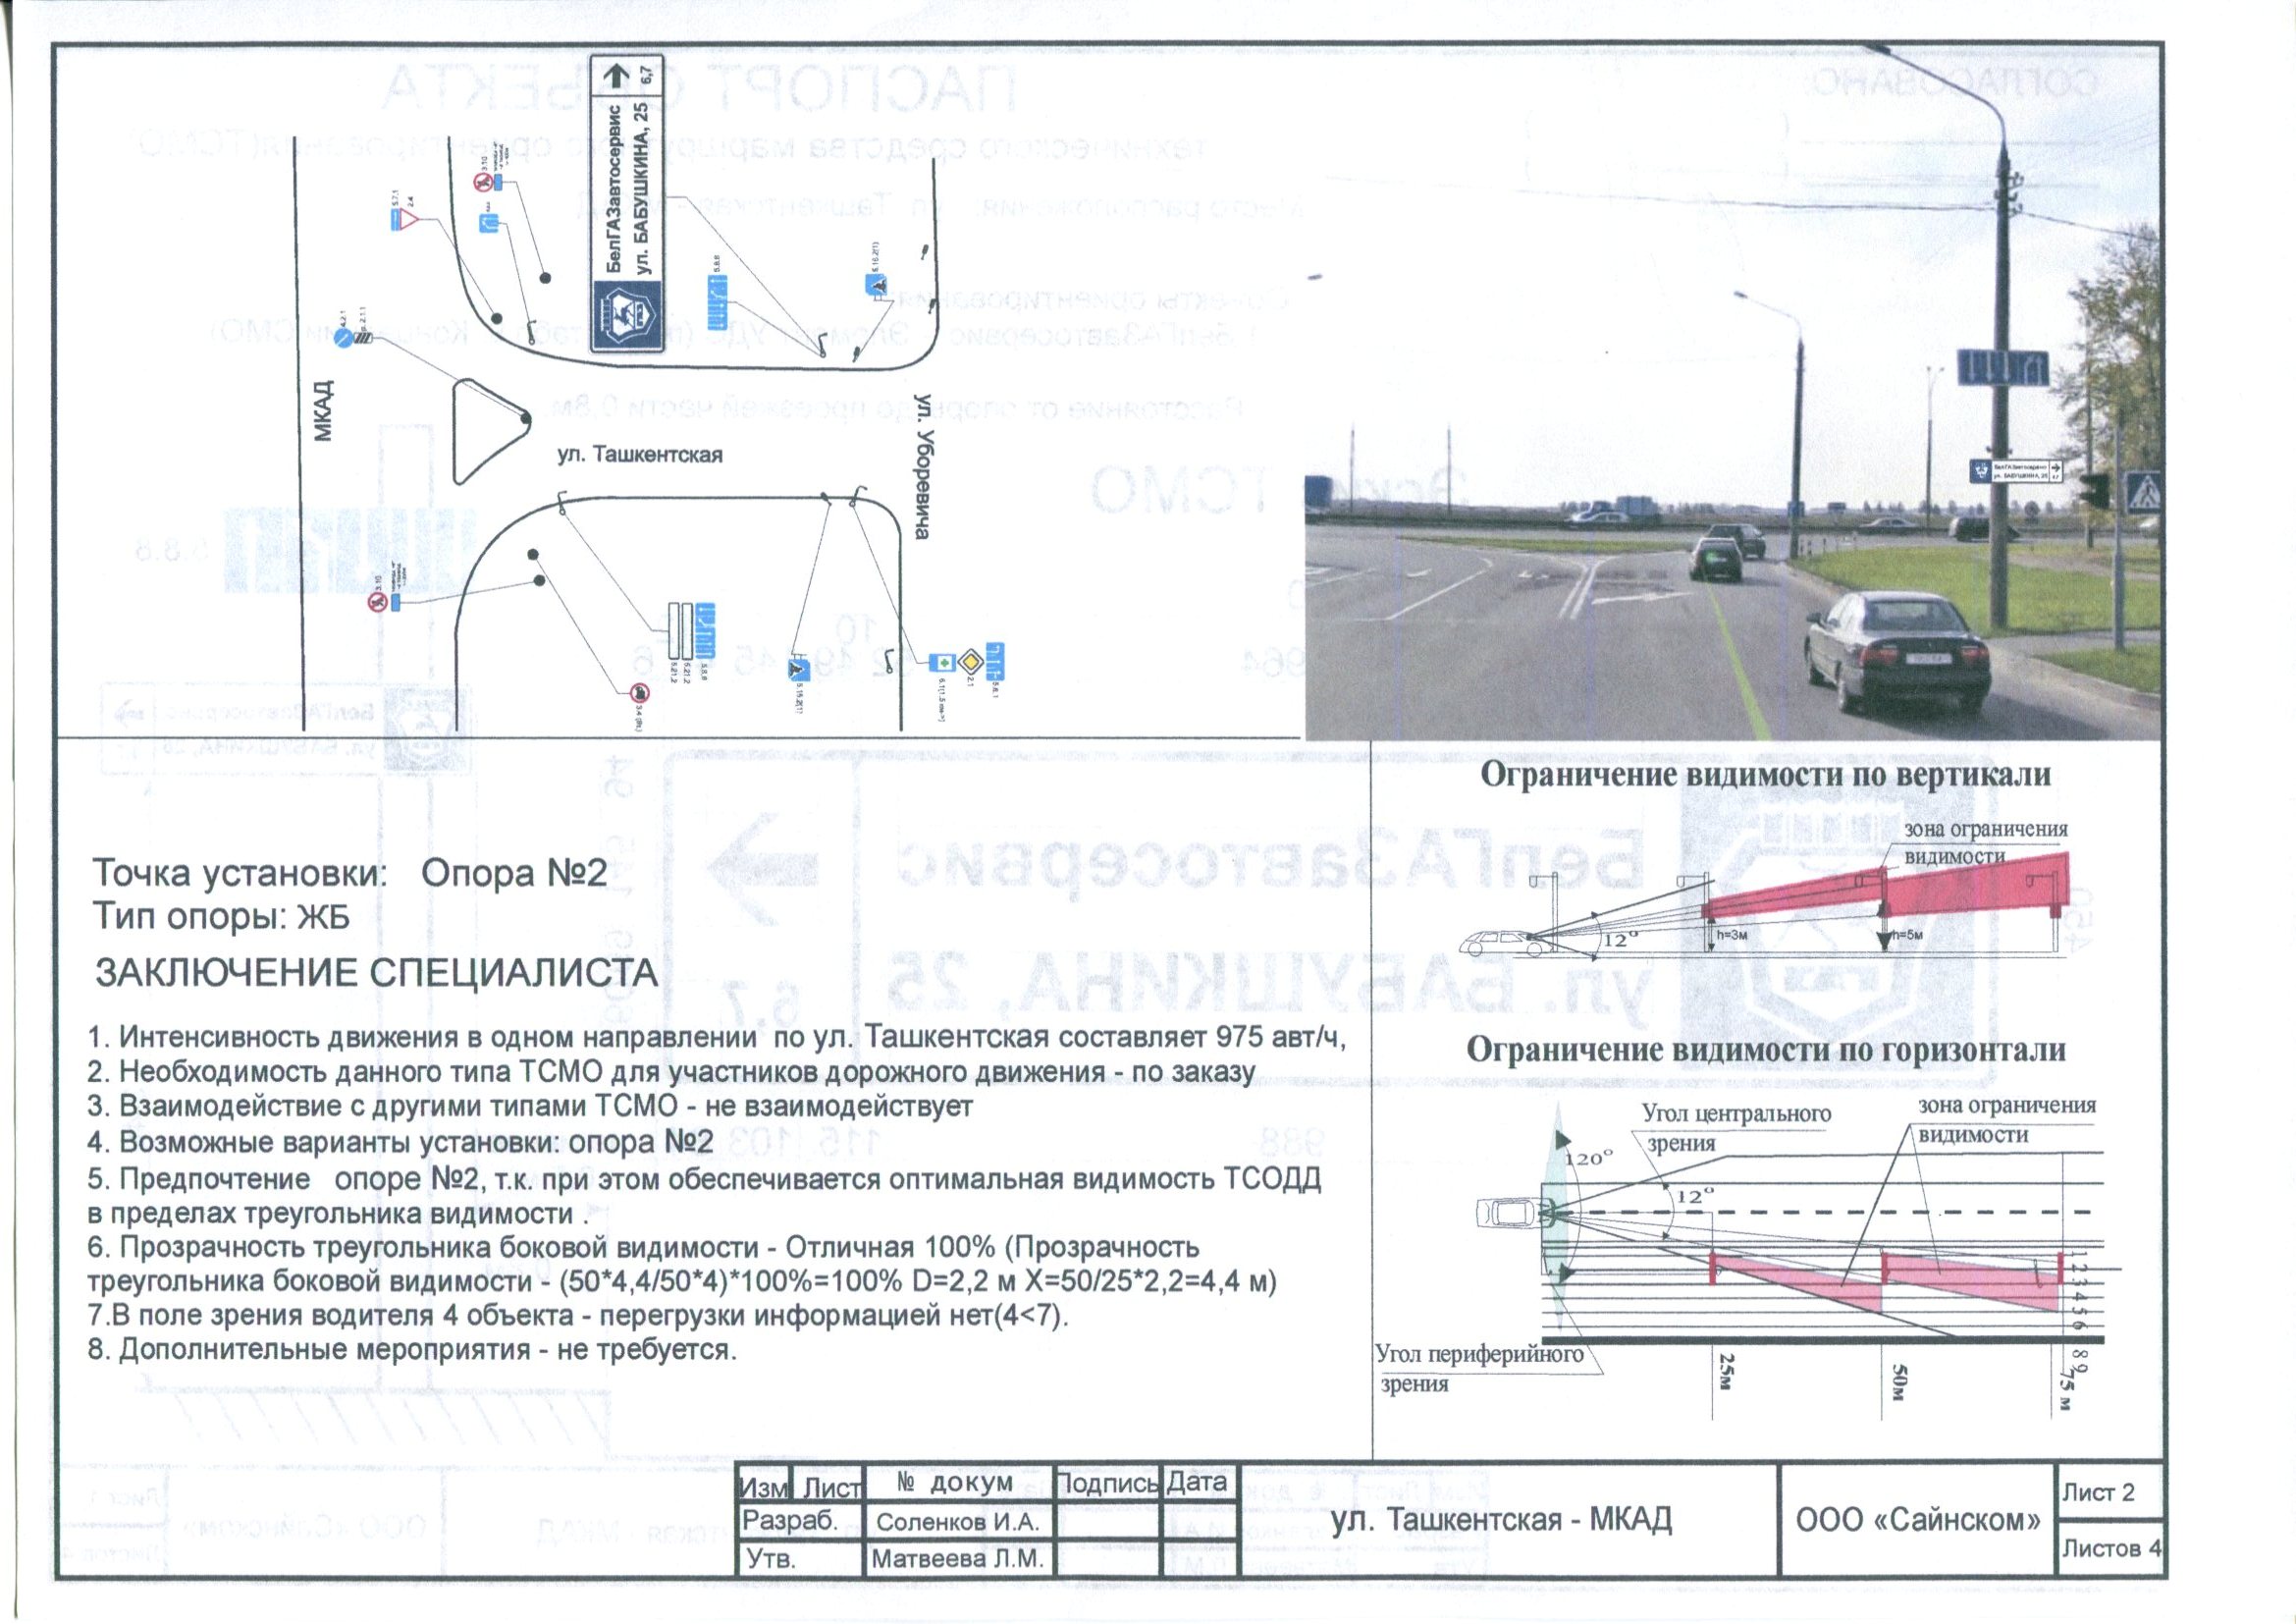 БелГАЗавтосервис
ул. БАБУШКИНА, 25
6,7
3.10
5.7.1
2.4
5.8.8
5.16.2(1)
4.2.1
2.1.1
МКАД
ул. Ташкентская
ул. Уборевича
3.10
5.21.2
5.21.2
5.8.8
5.16.2(1)
2.1
5.8.1
БелГАЗавтосервис
ул. БАБУШКИНА, 25
6,7
Ограничение видимости по вертикали
зона ограничения
видимости
12°
h=3м
h=5м
Точка установки: Опора №2
Тип опоры: ЖБ
ЗАКЛЮЧЕНИЕ СПЕЦИАЛИСТА
1. Интенсивность движения в одном направлении по ул. Ташкентская составляет 975 авт/ч,
2. Необходимость данного типа ТСМО для участников дорожного движения - по заказу
3. Взаимодействие с другими типами ТСМО - не взаимодействует
4. Возможные варианты установки: опора №2
5. Предпочтение опоре №2, т.к. при этом обеспечивается оптимальная видимость ТСОДД
в пределах треугольника видимости .
6. Прозрачность треугольника боковой видимости - Отличная 100% (Прозрачность
треугольника боковой видимости - (50*4,4/50*4)*100%=100% D=2,2 м X=50/25*2,2=4,4 м)
7.В поле зрения водителя 4 объекта - перегрузки информацией нет(4<7).
8. Дополнительные мероприятия - не требуется.
Ограничение видимости по горизонтали
Угол центрального
зрения
зона ограничения
видимости
120°
12°
1 2 3 4 5 6
8 9
Угол периферийного
зрения
25м
50м
75 м
Изм Лист № докум Подпись Дата
Разраб. Соленков И.А.
Утв. Матвеева Л.М.
ул. Ташкентская - МКАД
ООО «Сайнском»
Лист 2
Листов 4